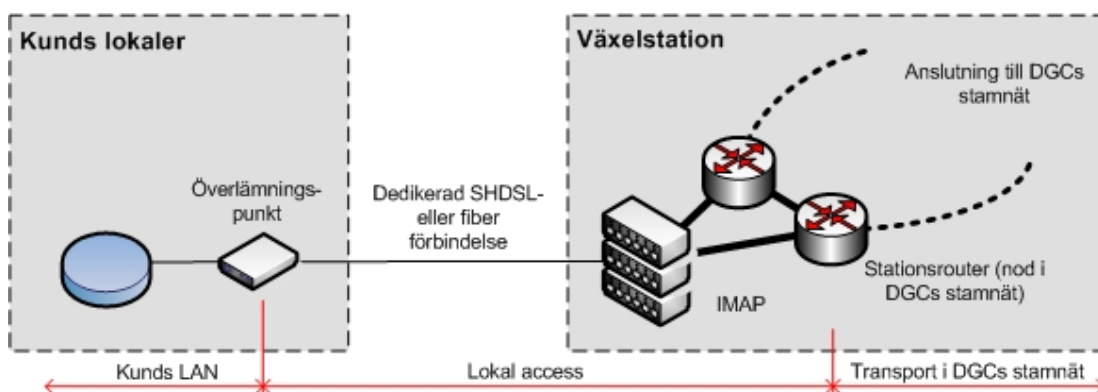 Kunds lokaler
Växelstation
Anslutning till DGCs
stamnät
Överlämnings-
punkt
Dedikerad SHDSL-
eller fiber
förbindelse
IMAP
Stationsrouter (nod i
DGCs stamnät)
Kunds LAN
Lokal access
Transport i DGCs stamnät